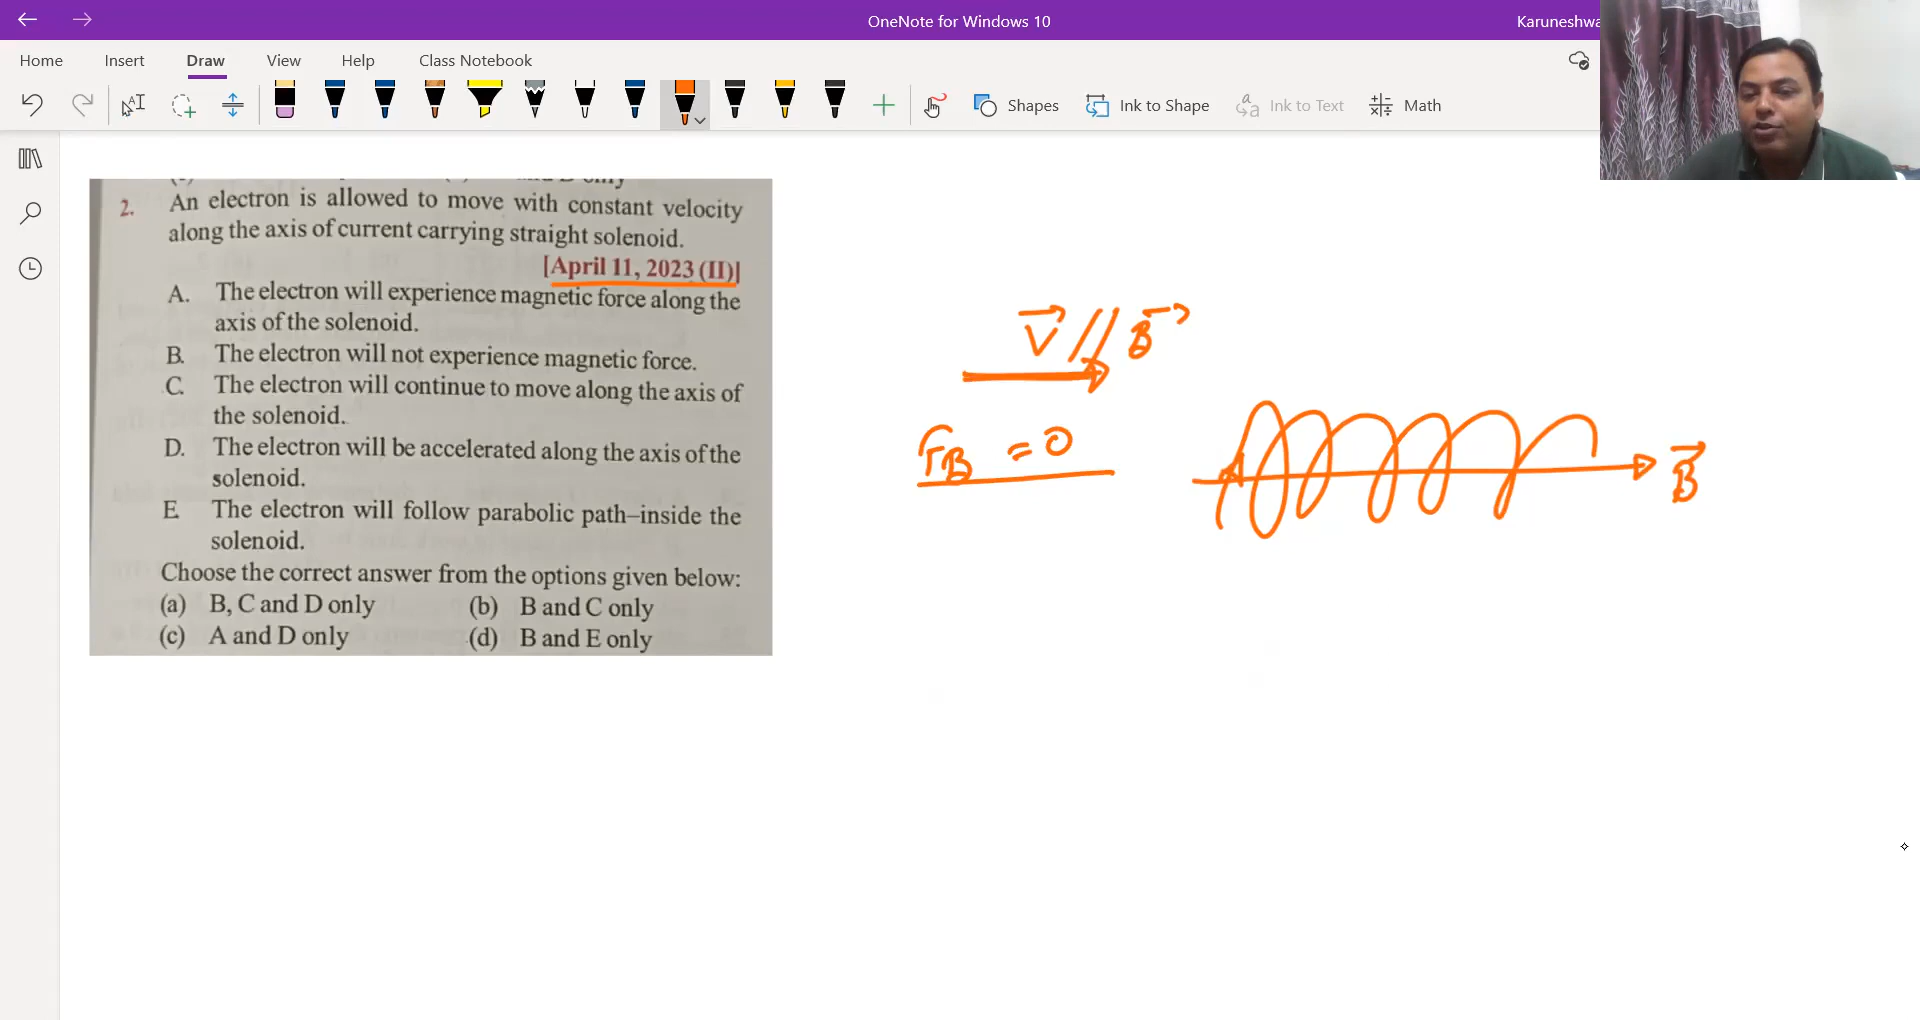 OneNote for Windows 10
Karuneshwa
Home Insert Draw View Help Class Notebook
Shapes Ink to Shape Ink to Text Math
2. An electron is allowed to move with constant velocity
along the axis of current carrying straight solenoid.
[April 11, 2023 (II)]
A. The electron will experience magnetic force along the
axis of the solenoid.
B. The electron will not experience magnetic force.
C. The electron will continue to move along the axis of
the solenoid.
D. The electron will be accelerated along the axis of the
solenoid.
E. The electron will follow parabolic path–inside the
solenoid.
Choose the correct answer from the options given below:
(a) B, C and D only (b) B and C only
(c) A and D only (d) B and E only
V⃗ // B⃗
F_B = 0
B⃗